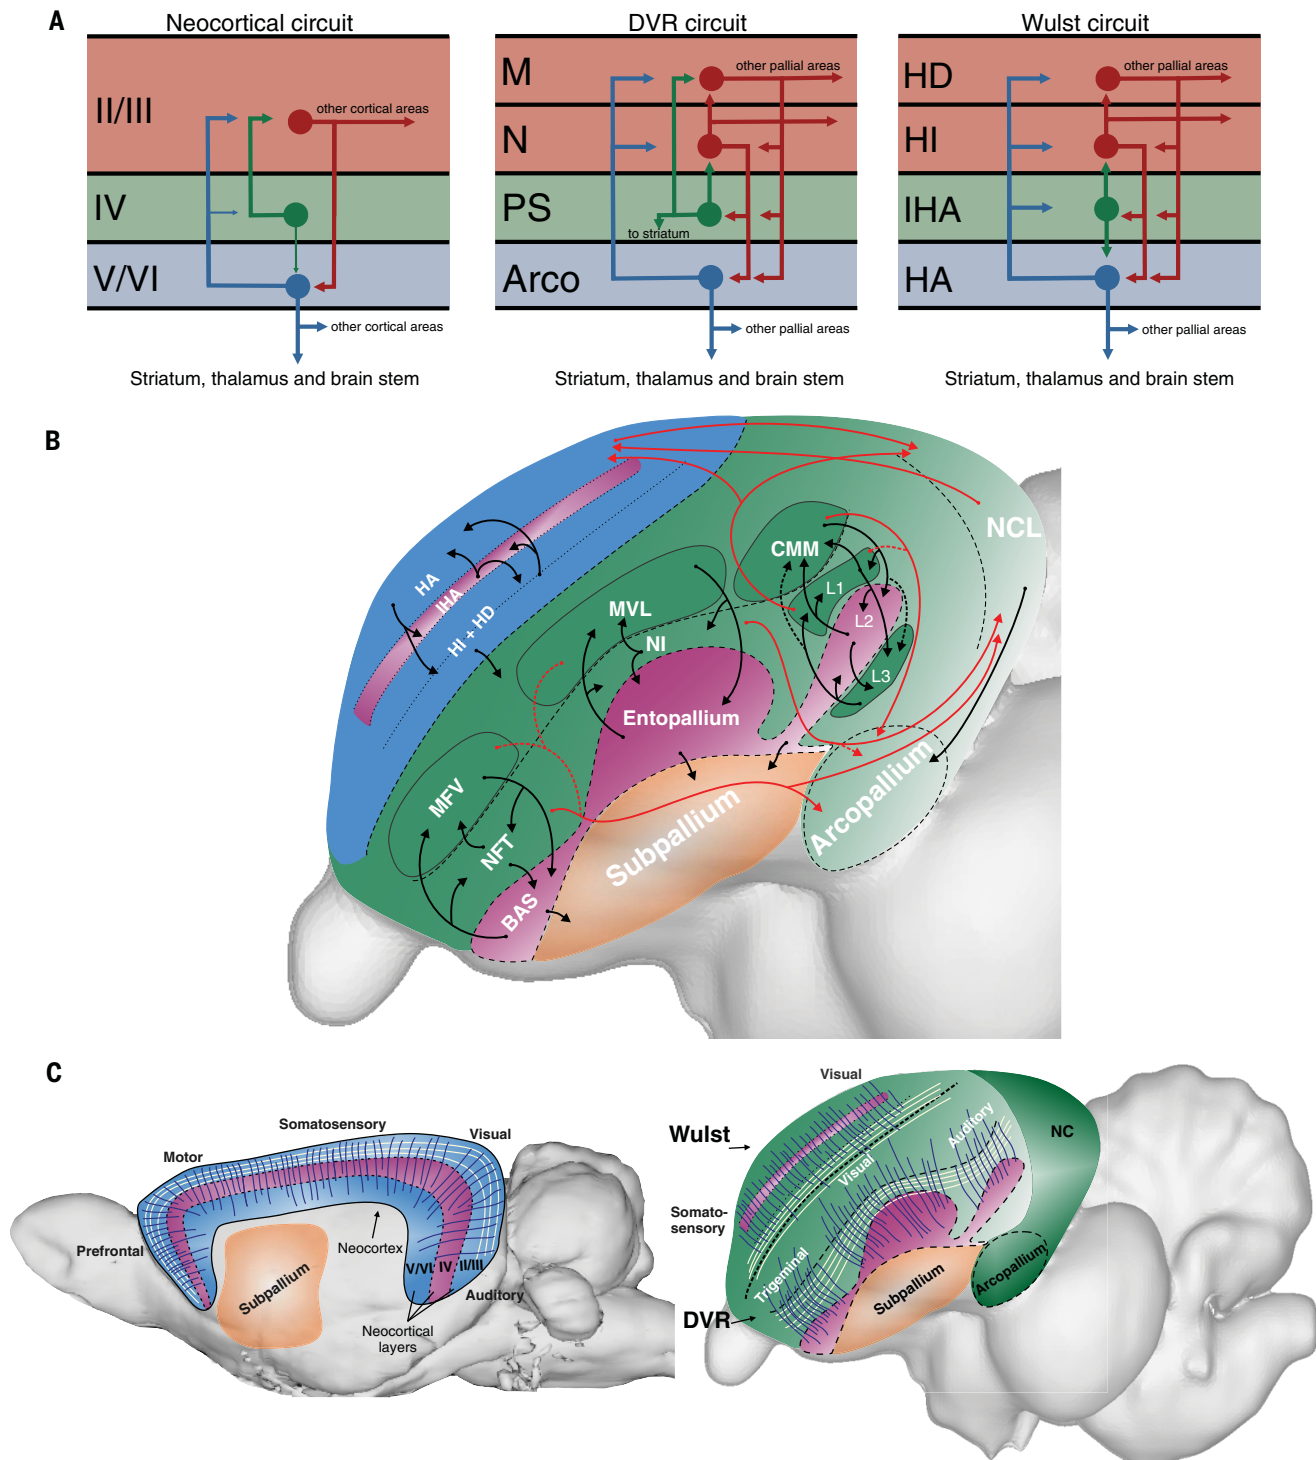 A
Neocortical circuit
II/III
other cortical areas
IV
V/VI
other cortical areas
Striatum, thalamus and brain stem
DVR circuit
M
other pallial areas
N
PS
to striatum
Arco
other pallial areas
Striatum, thalamus and brain stem
Wulst circuit
HD
other pallial areas
HI
IHA
HA
other pallial areas
Striatum, thalamus and brain stem
B
HA
IHA
HI + HD
MVL
NI
CMM
L1
L2
L3
NCL
Entopallium
MFV
NFT
BAS
Subpallium
Arcopallium
C
Somatosensory
Motor
Visual
Prefrontal
Neocortex
Subpallium
V/VI
IV
II/III
Auditory
Neocortical
layers
Visual
Wulst
Auditory
NC
Visual
Somato-
sensory
Trigeminal
DVR
Subpallium
Arcopallium